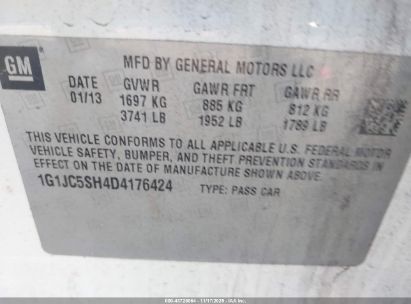 GM
MFD BY GENERAL MOTORS LLC
DATE GVWR GAWR FRT GAWR RR
01/13 1697 KG 885 KG 812 KG
3741 LB 1952 LB 1789 LB
THIS VEHICLE CONFORMS TO ALL APPLICABLE U.S. FEDERAL MOTOR
VEHICLE SAFETY, BUMPER, AND THEFT PREVENTION STANDARDS IN
EFFECT ON THE DATE OF MANUFACTURE SHOWN ABOVE.
1G1JC5SH4D4176424 TYPE: PASS CAR